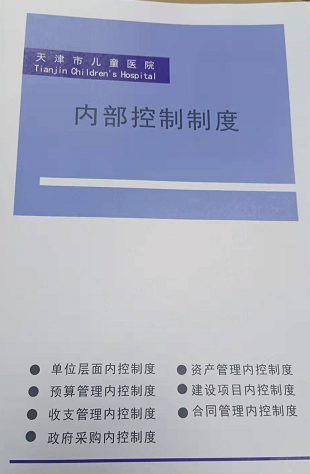 天津市儿童医院
Tianjin Children's Hospital
内部控制制度
单位层面内控制度
预算管理内控制度
收支管理内控制度
政府采购内控制度
资产管理内控制度
建设项目内控制度
合同管理内控制度